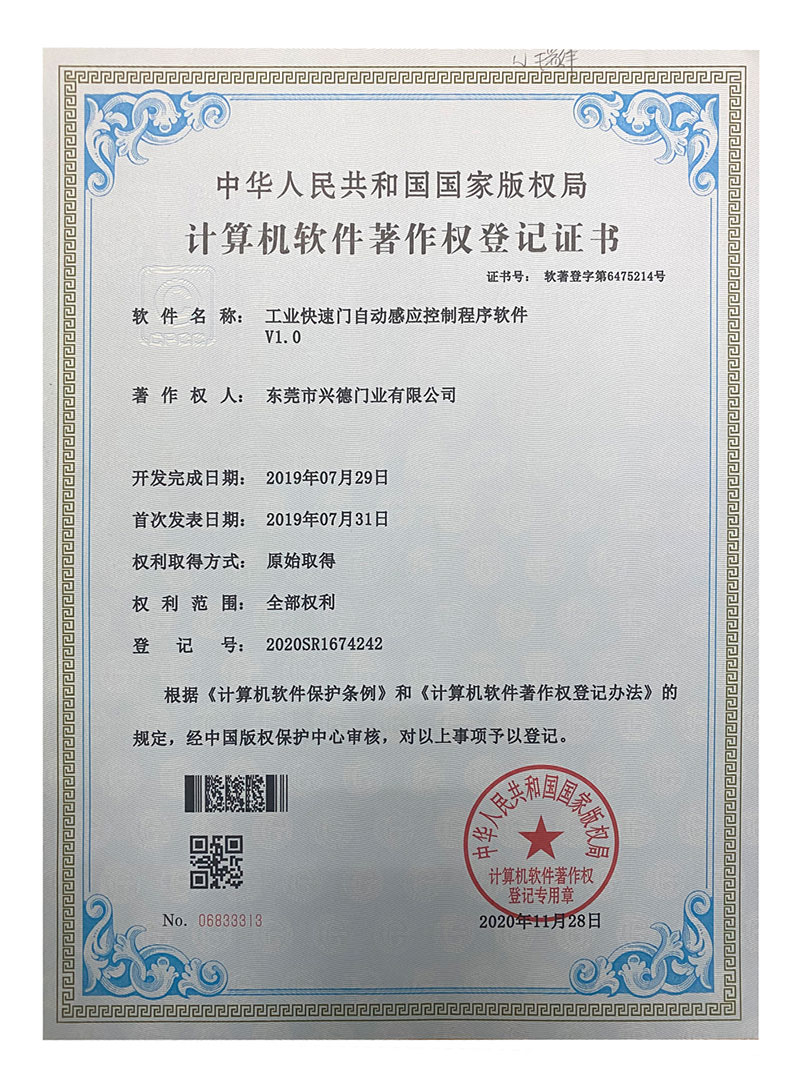 中华人民共和国国家版权局
计算机软件著作权登记证书
证书号： 软著登字第6475214号
CPCC
软件名称： 工业快速门自动感应控制程序软件
V1.0
著作权人： 东莞市兴德门业有限公司
开发完成日期： 2019年07月29日
首次发表日期： 2019年07月31日
权利取得方式： 原始取得
权利范围： 全部权利
登记号： 2020SR1674242
根据《计算机软件保护条例》和《计算机软件著作权登记办法》的
规定，经中国版权保护中心审核，对以上事项予以登记。
中华人民共和国国家版权局
计算机软件著作权
登记专用章
No. 06833313
2020年11月28日